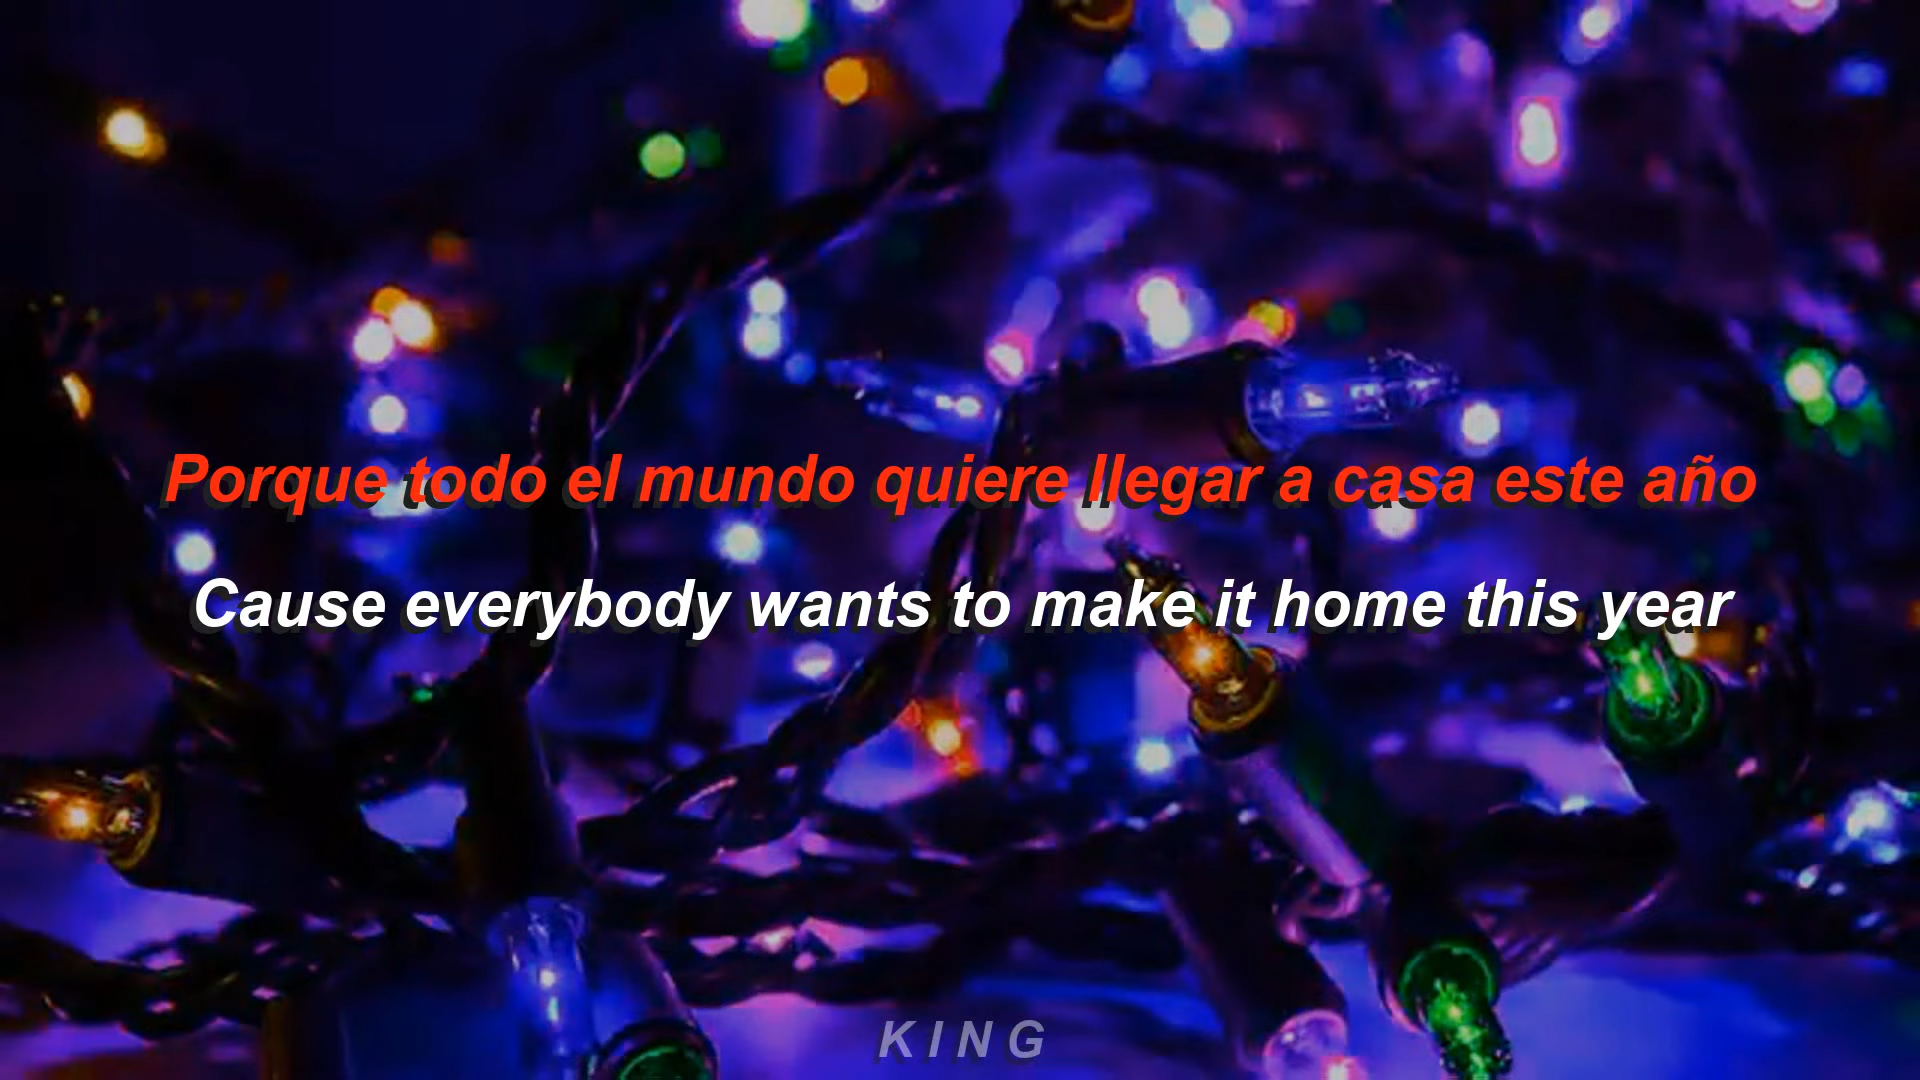 Porque todo el mundo quiere llegar a casa este año
Cause everybody wants to make it home this year
KING